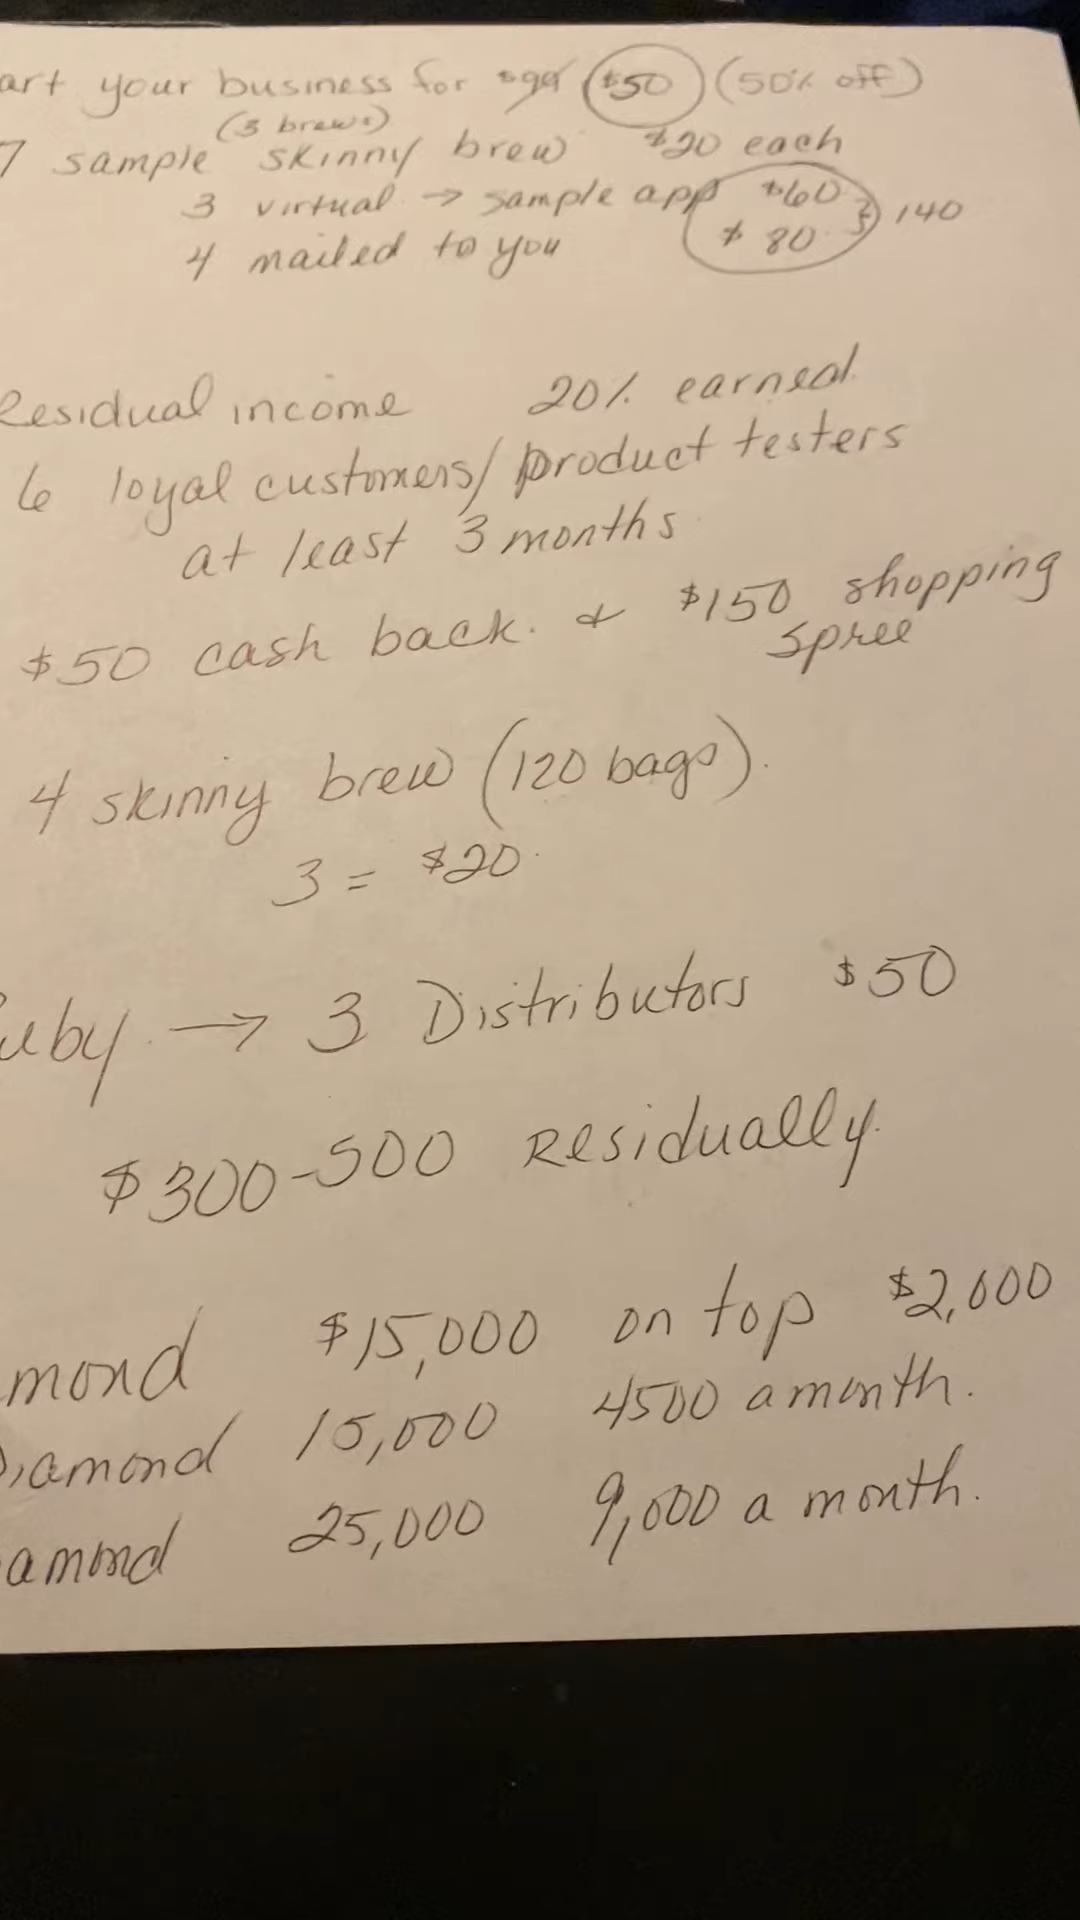 art your business for $99 $50 (50% off)
(3 brews)
7 sample skinny brew $20 each
3 virtual → sample app $60
} 140
4 mailed to you $80
Residual income 20% earned
6 loyal customers/product testers
at least 3 months
$50 cash back. & $150 shopping
spree
4 skinny brew (120 bags).
3 = $20
uby → 3 Distributors $50
$300-500 Residually.
mond $15,000 on top $2,000
Diamond 15,000 4500 a month.
amond 25,000 9,000 a month.